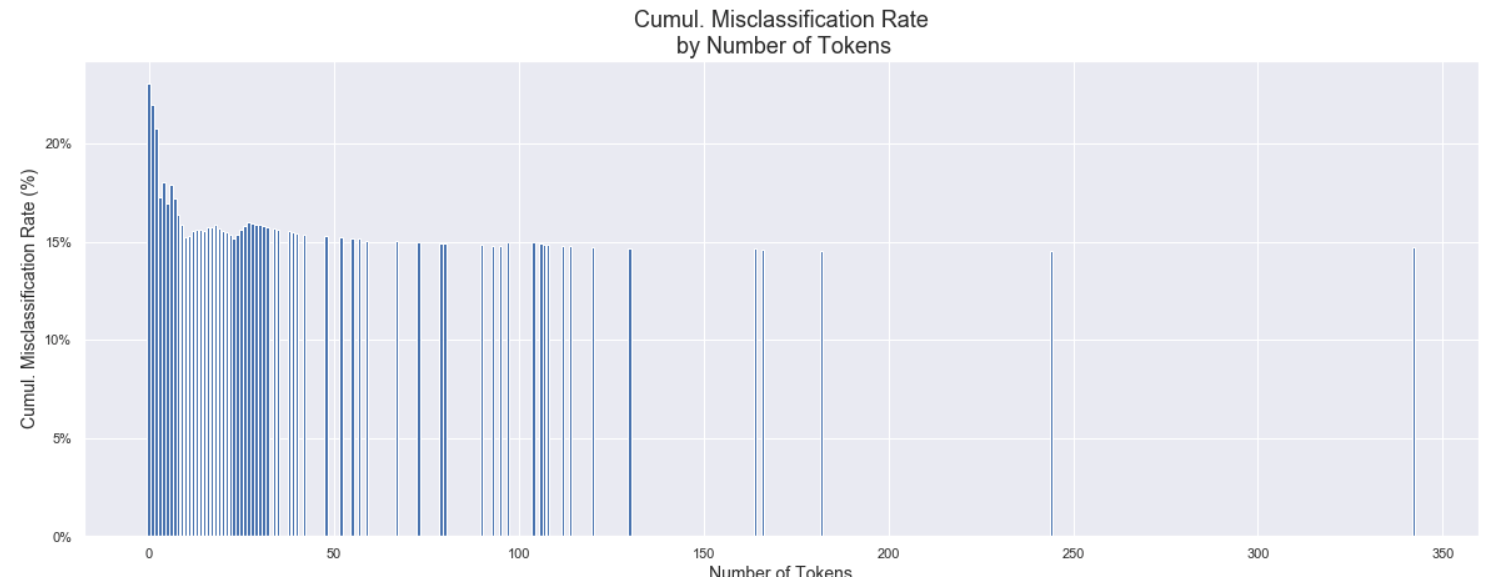 Cumul. Misclassification Rate
by Number of Tokens
Cumul. Misclassification Rate (%)
20%
15%
10%
5%
0%
0 50 100 150 200 250 300 350
Number of Tokens